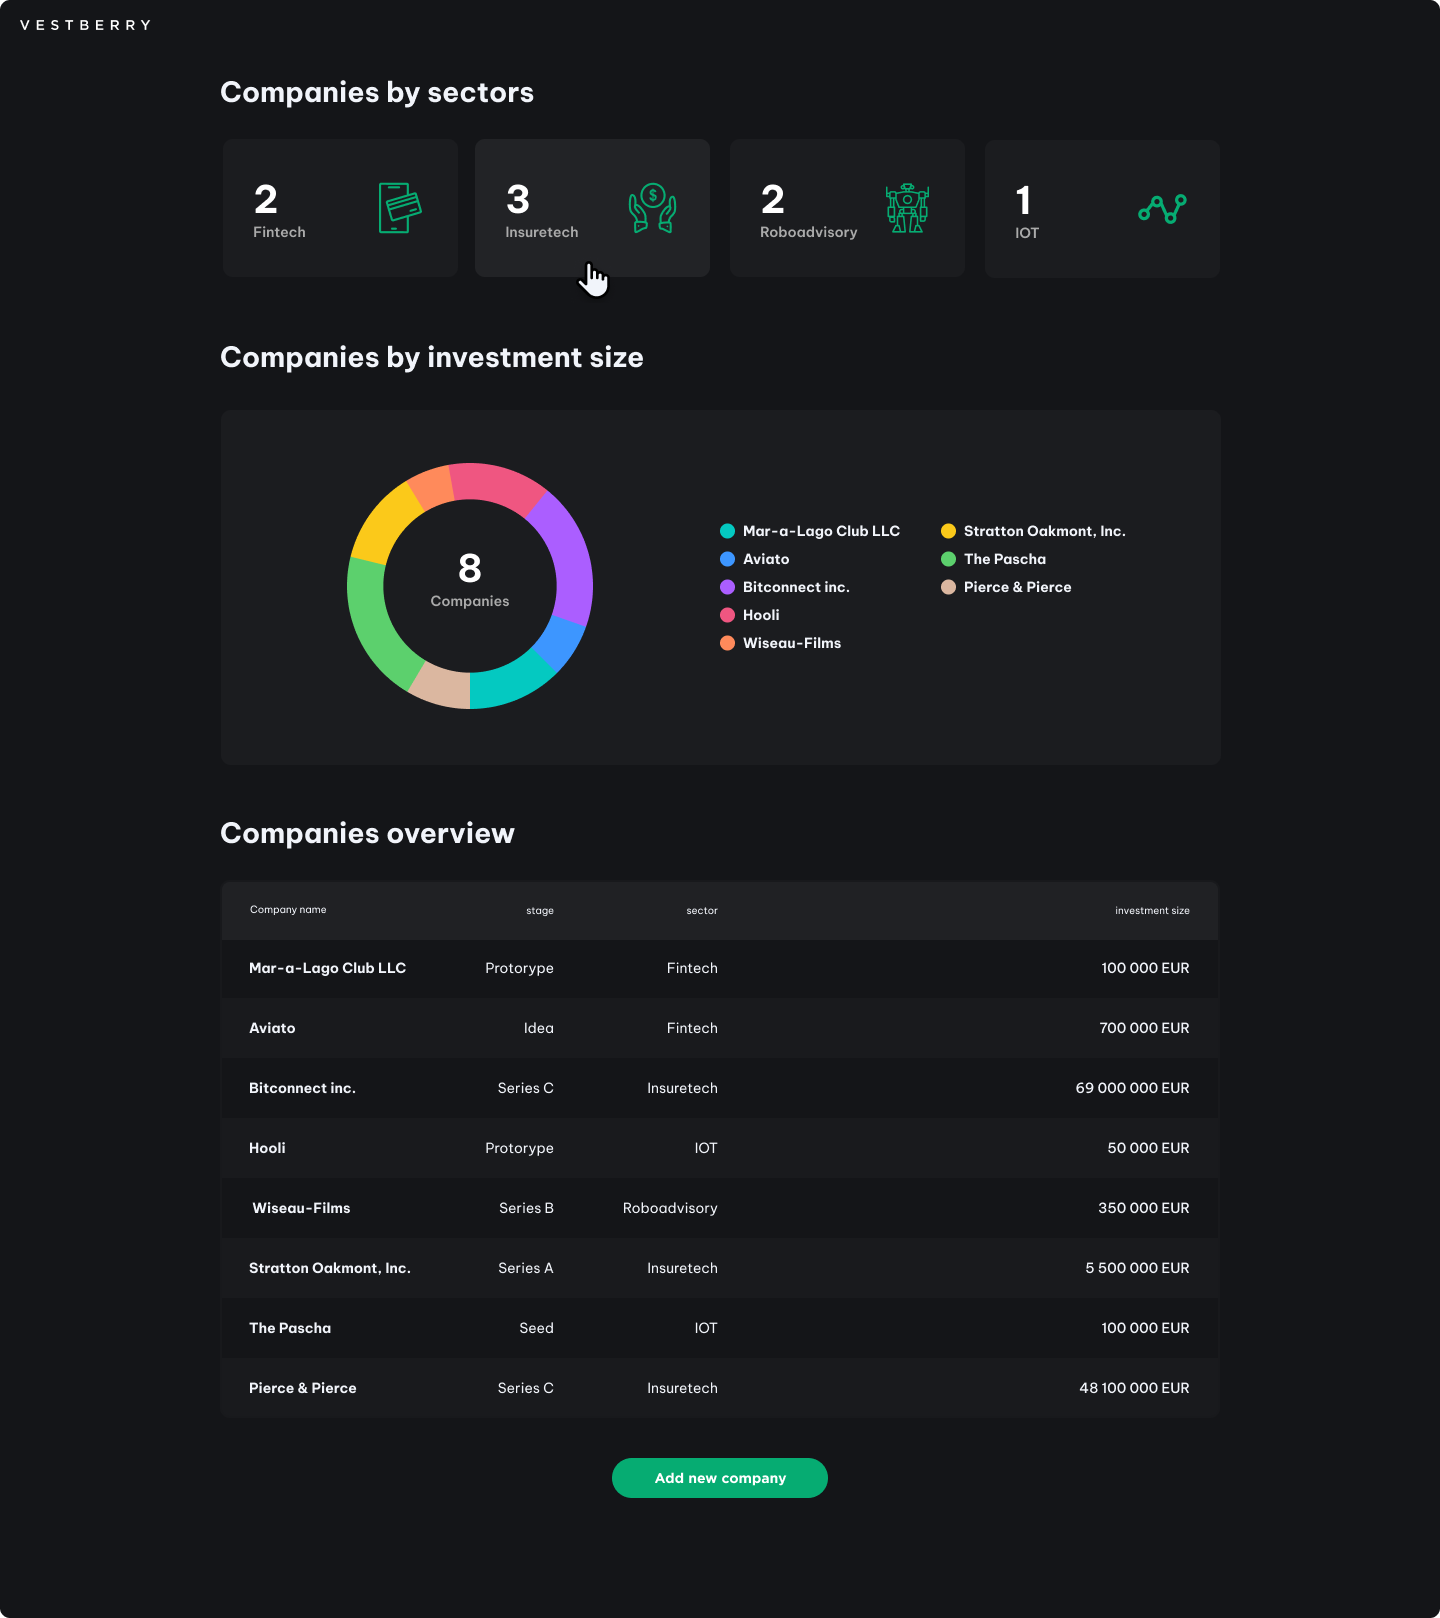 VESTBERRY
Companies by sectors
2
Fintech
3
Insuretech
2
Roboadvisory
1
IOT
Companies by investment size
8
Companies
Mar-a-Lago Club LLC
Aviato
Bitconnect inc.
Hooli
Wiseau-Films
Stratton Oakmont, Inc.
The Pascha
Pierce & Pierce
Companies overview
Company name stage sector investment size
Mar-a-Lago Club LLC Protorype Fintech 100 000 EUR
Aviato Idea Fintech 700 000 EUR
Bitconnect inc. Series C Insuretech 69 000 000 EUR
Hooli Protorype IOT 50 000 EUR
Wiseau-Films Series B Roboadvisory 350 000 EUR
Stratton Oakmont, Inc. Series A Insuretech 5 500 000 EUR
The Pascha Seed IOT 100 000 EUR
Pierce & Pierce Series C Insuretech 48 100 000 EUR
Add new company